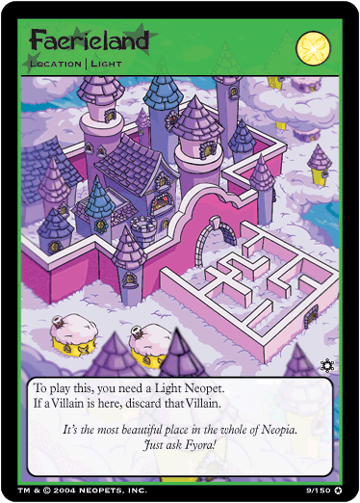 Faerieland
Location | Light
To play this, you need a Light Neopet.
If a Villain is here, discard that Villain.
It's the most beautiful place in the whole of Neopia.
Just ask Fyora!
TM & © 2004 NEOPETS, INC.
9/150